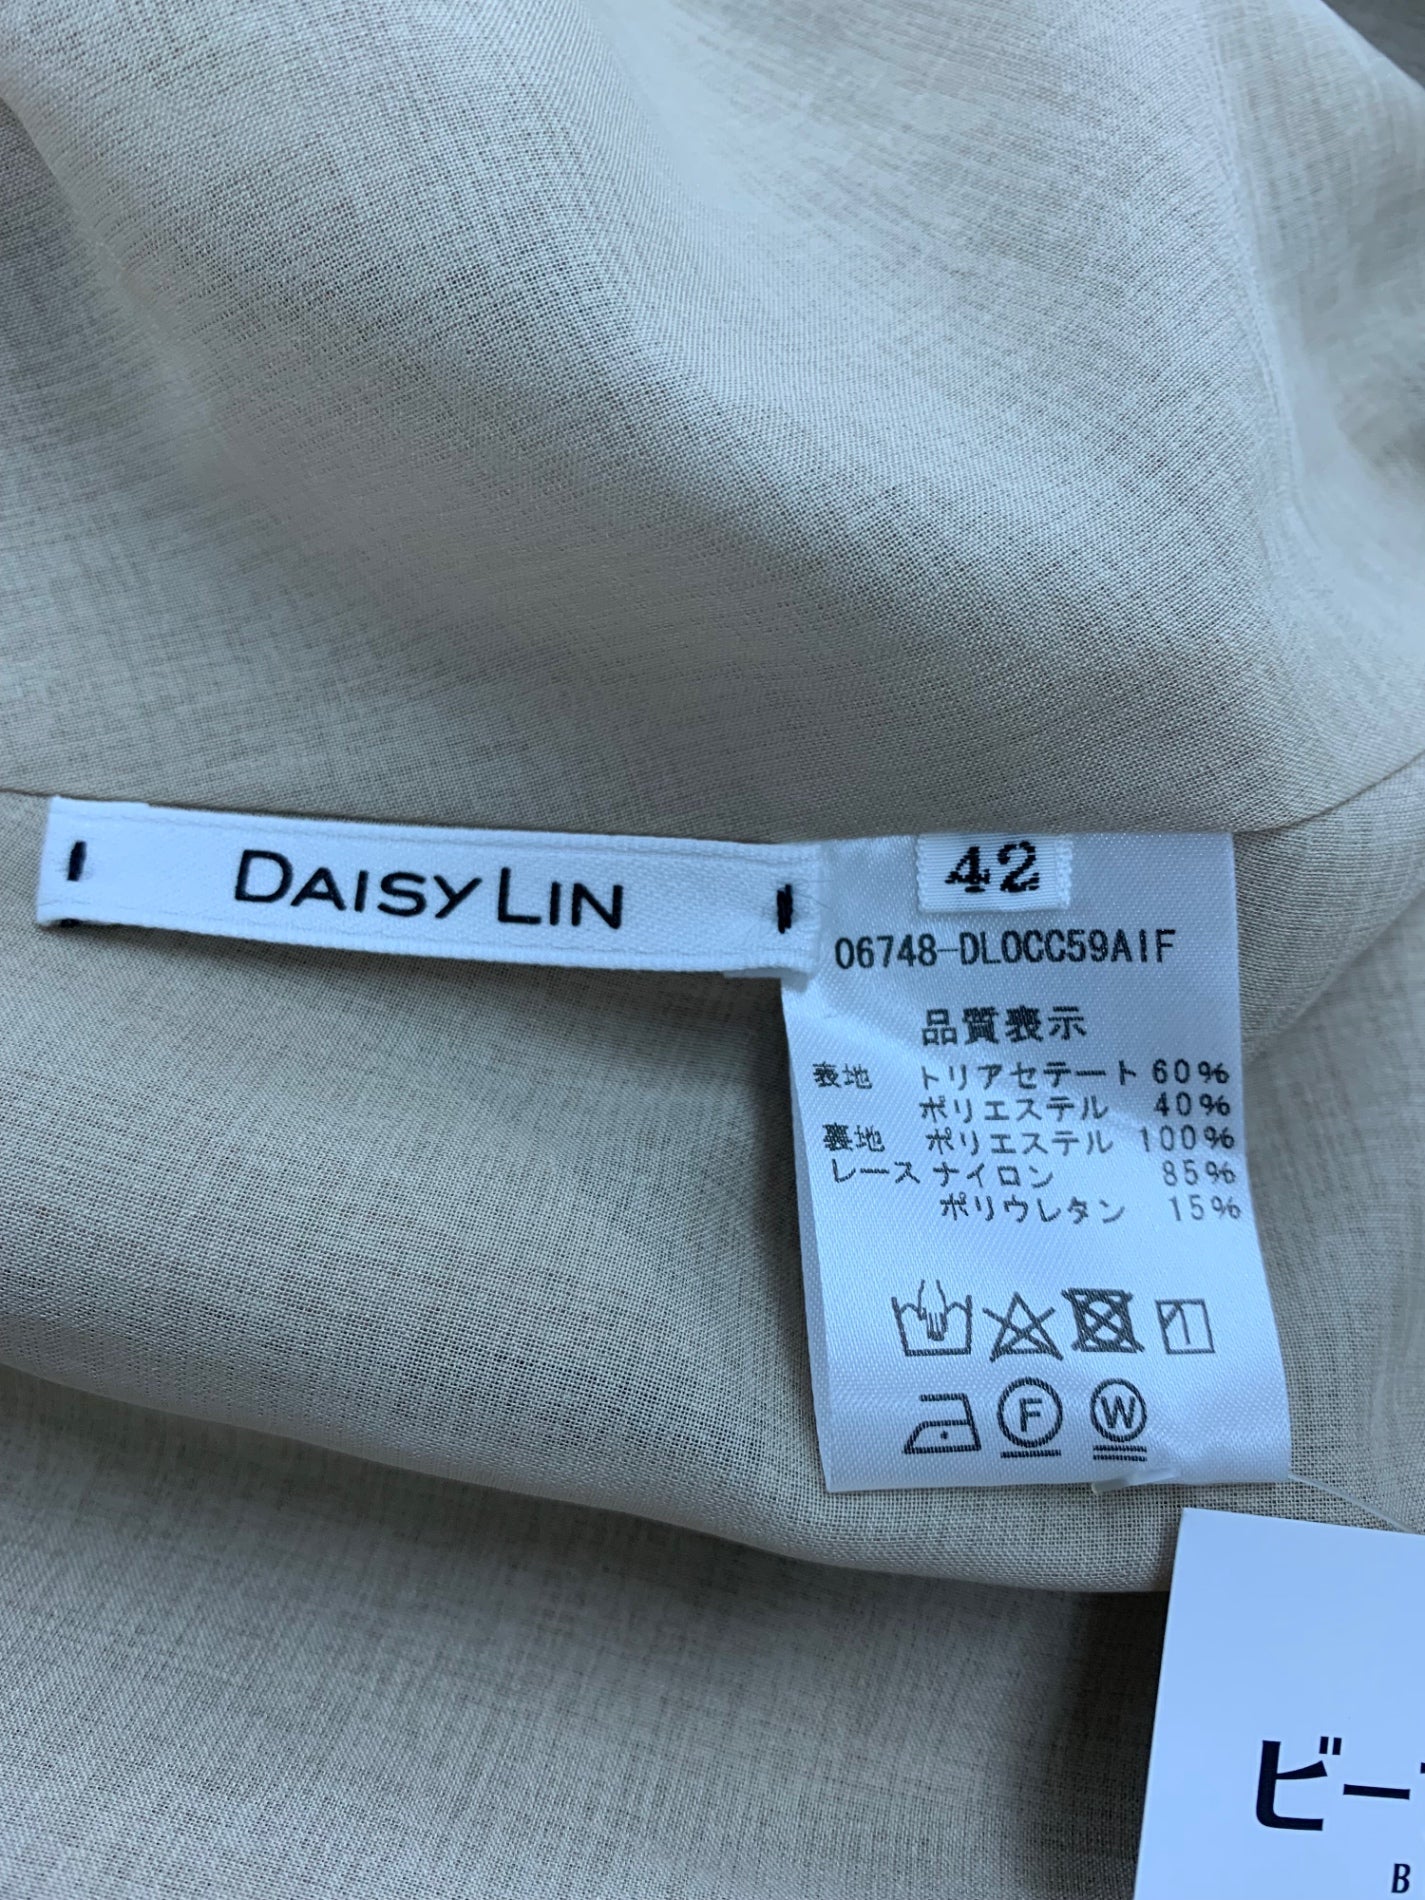 DAISY LIN
42
06748-DL0CC59AIF
品質表示
表地 トリアセテート 60%
ポリエステル 40%
裏地 ポリエステル 100%
レース ナイロン 85%
ポリウレタン 15%
F W
ビー
B